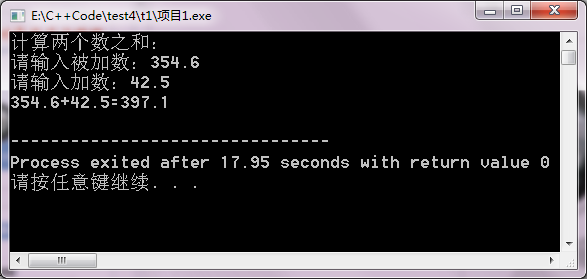 E:\C++Code\test4\t1\项目1.exe
计算两个数之和:
请输入被加数: 354.6
请输入加数: 42.5
354.6+42.5=397.1
--------------------------------
Process exited after 17.95 seconds with return value 0
请按任意键继续. . .